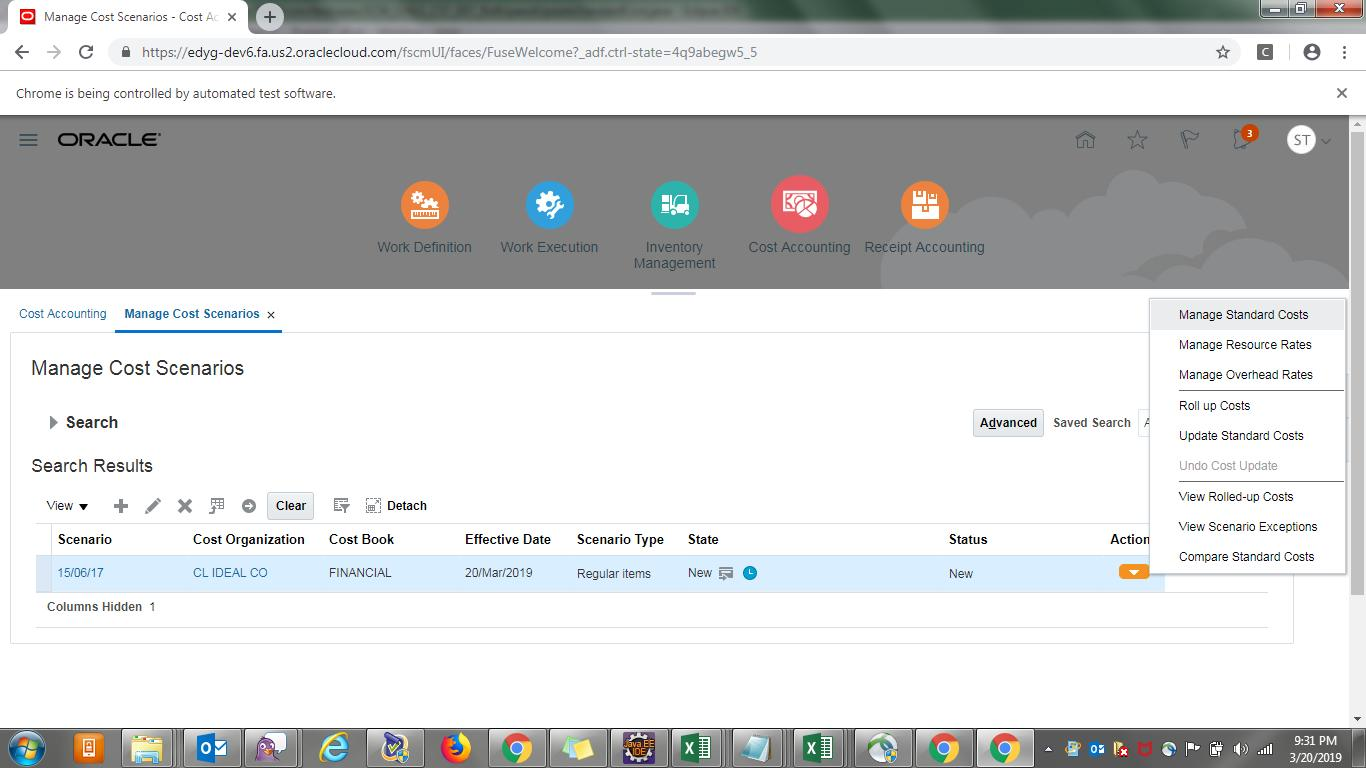 Manage Cost Scenarios - Cost Ac
https://edyg-dev6.fa.us2.oraclecloud.com/fscmUI/faces/FuseWelcome?_adf.ctrl-state=4q9abegw5_5
C
Chrome is being controlled by automated test software.
ORACLE
3
ST
Work Definition
Work Execution
Inventory
Management
Cost Accounting
Receipt Accounting
Cost Accounting
Manage Cost Scenarios
Manage Cost Scenarios
Search
Advanced
Saved Search
Search Results
View
Clear
Detach
Scenario Cost Organization Cost Book Effective Date Scenario Type State Status Action
15/06/17 CL IDEAL CO FINANCIAL 20/Mar/2019 Regular items New New
Columns Hidden 1
Manage Standard Costs
Manage Resource Rates
Manage Overhead Rates
Roll up Costs
Update Standard Costs
Undo Cost Update
View Rolled-up Costs
View Scenario Exceptions
Compare Standard Costs
Java EE
IDE
9:31 PM
3/20/2019